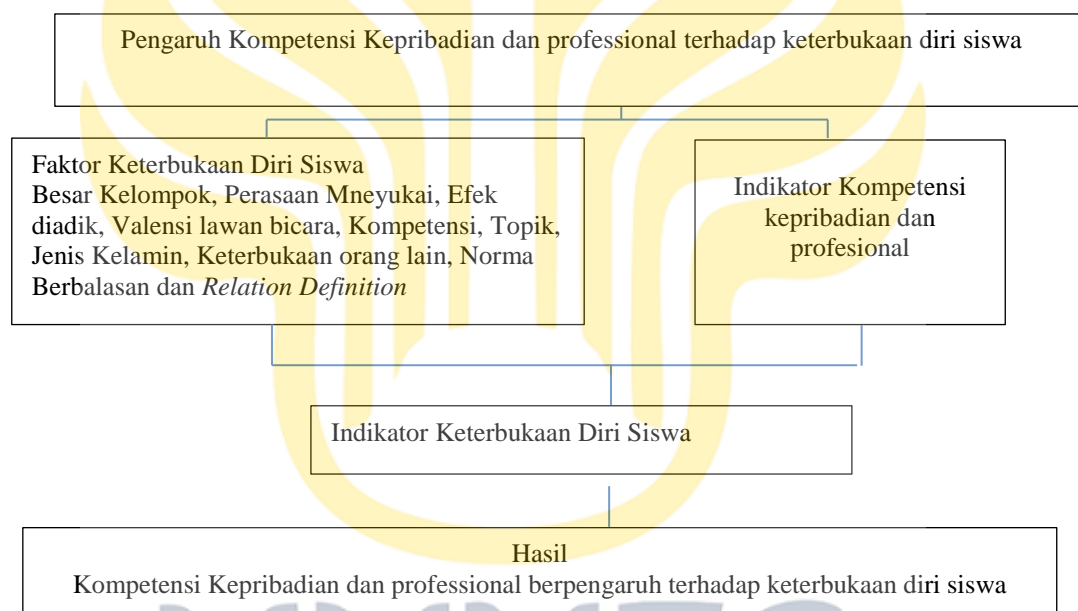 Pengaruh Kompetensi Kepribadian dan professional terhadap keterbukaan diri siswa
Faktor Keterbukaan Diri Siswa
Besar Kelompok, Perasaan Mneyukai, Efek
diadik, Valensi lawan bicara, Kompetensi, Topik,
Jenis Kelamin, Keterbukaan orang lain, Norma
Berbalasan dan Relation Definition
Indikator Kompetensi
kepribadian dan
profesional
Indikator Keterbukaan Diri Siswa
Hasil
Kompetensi Kepribadian dan professional berpengaruh terhadap keterbukaan diri siswa